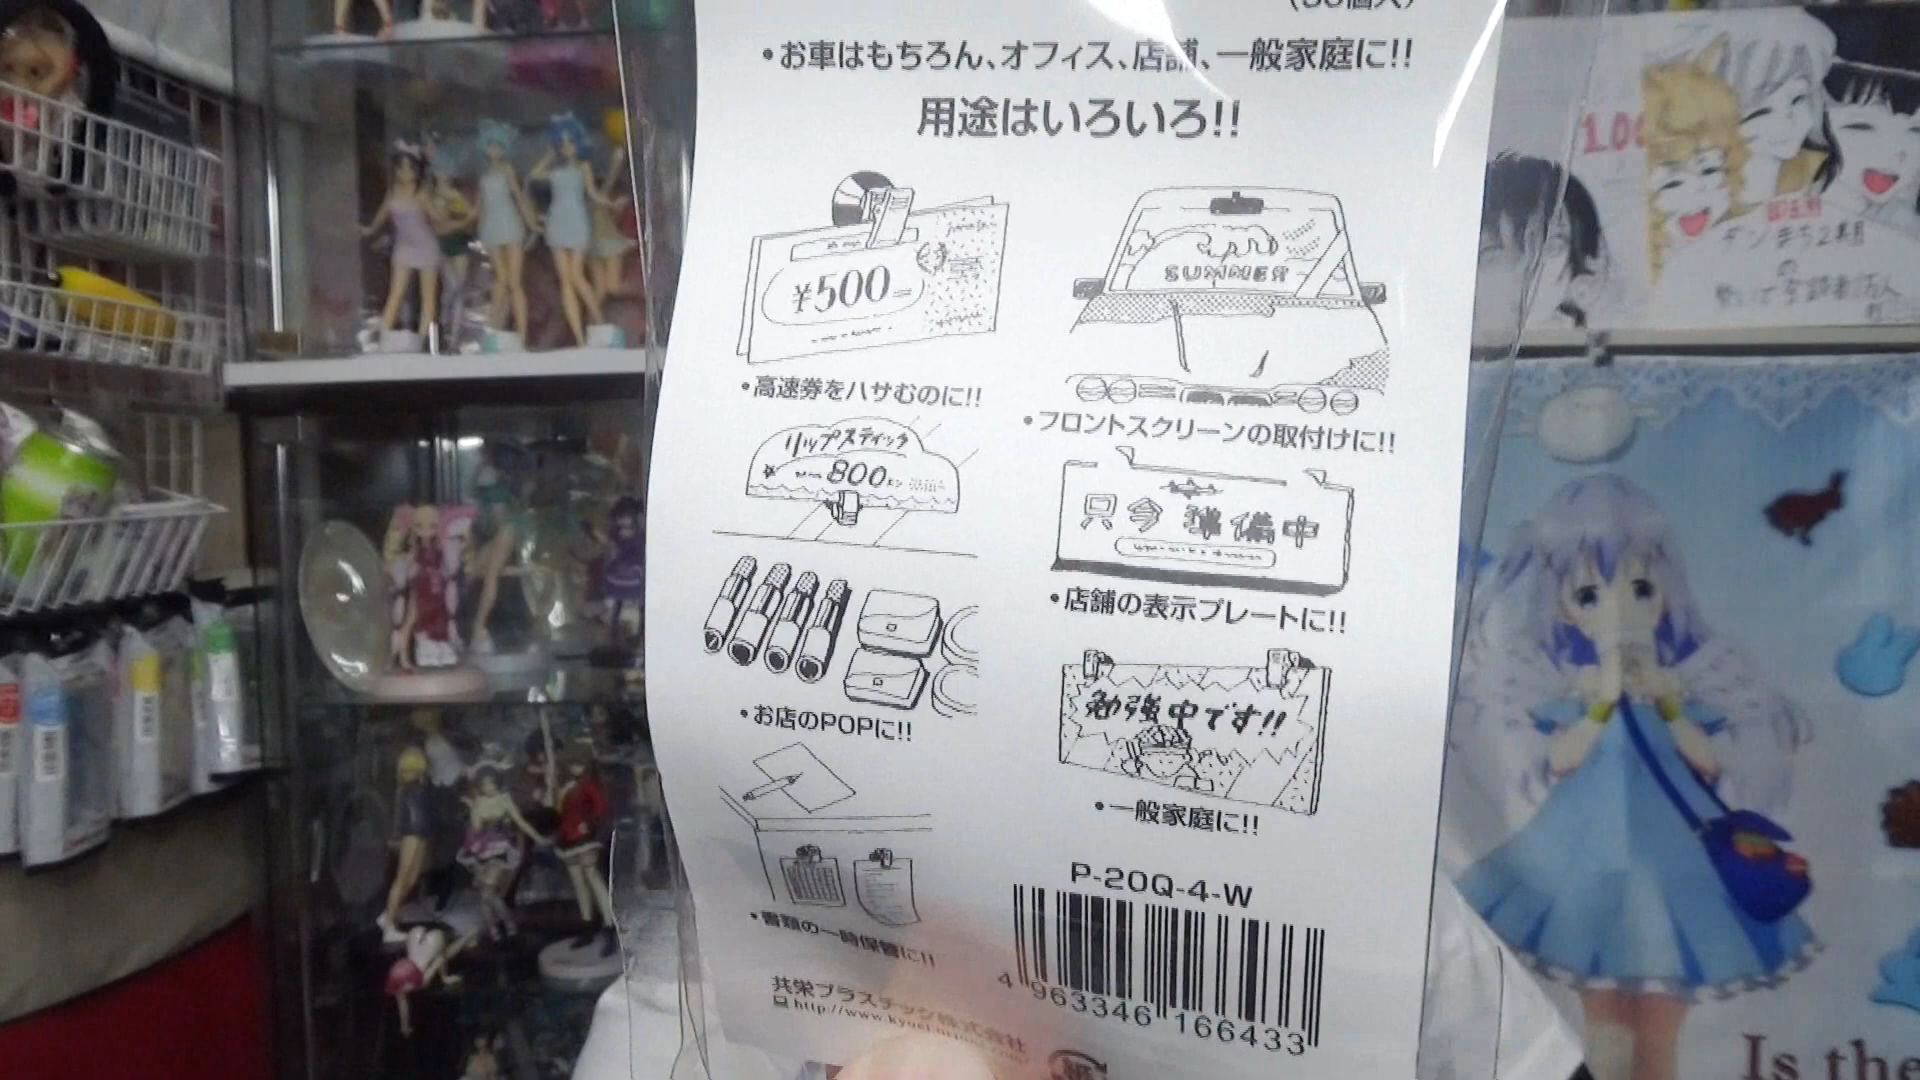 ・お車はもちろん、オフィス、店舗、一般家庭に!!
用途はいろいろ!!
¥500
・高速券をハサむのに!!
SUMMER
・フロントスクリーンの取付けに!!
リップスティック
800
只今準備中
・店舗の表示プレートに!!
・お店のPOPに!!
勉強中です!!
・一般家庭に!!
・書類の一時保管に!!
P-20Q-4-W
4 963346 166433
共栄プラスチック株式会社
Is the